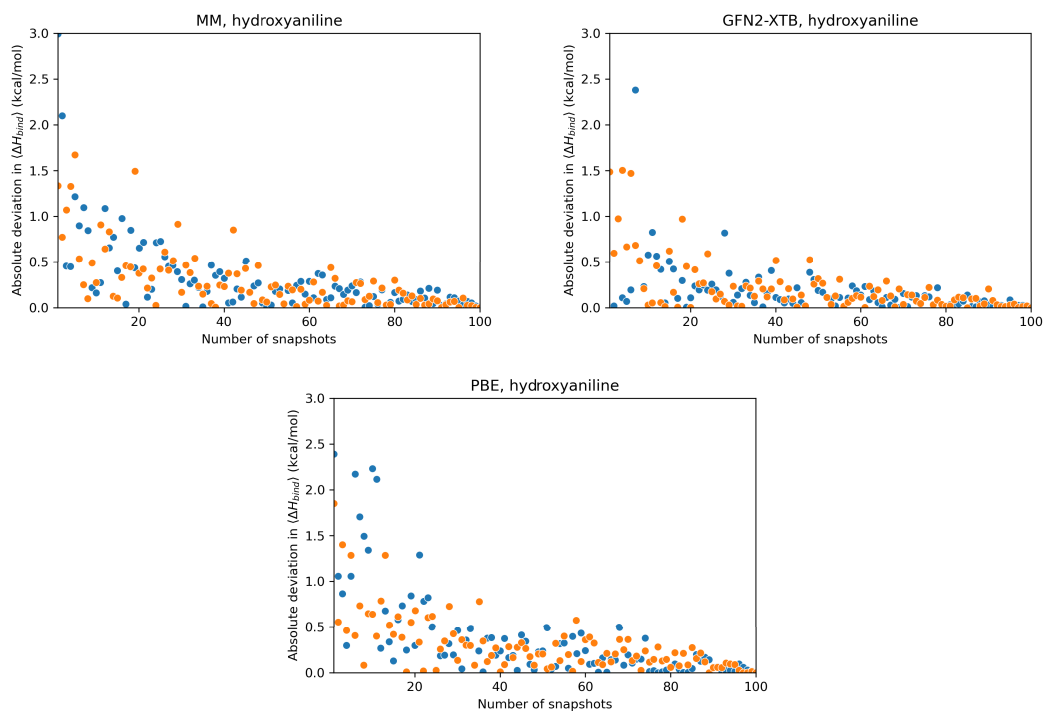 MM, hydroxyaniline
Absolute deviation in ⟨ΔH_bind⟩ (kcal/mol)
3.0
2.5
2.0
1.5
1.0
0.5
0.0
20 40 60 80 100
Number of snapshots
GFN2-XTB, hydroxyaniline
Absolute deviation in ⟨ΔH_bind⟩ (kcal/mol)
3.0
2.5
2.0
1.5
1.0
0.5
0.0
20 40 60 80 100
Number of snapshots
PBE, hydroxyaniline
Absolute deviation in ⟨ΔH_bind⟩ (kcal/mol)
3.0
2.5
2.0
1.5
1.0
0.5
0.0
20 40 60 80 100
Number of snapshots